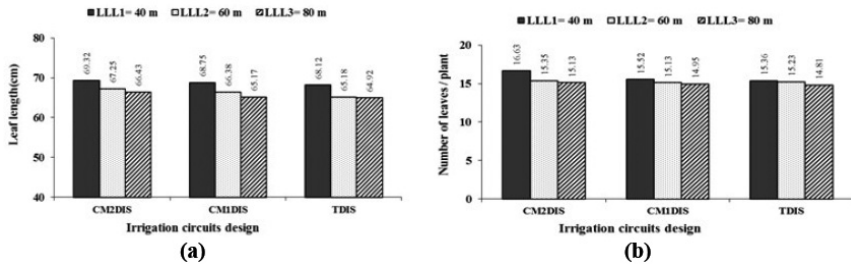 LLL1= 40 m LLL2= 60 m LLL3= 80 m
69.32 67.25 66.43 68.75 66.38 65.17 68.12 65.18 64.92
Leaf length(cm)
80
70
60
50
40
CM2DIS CM1DIS TDIS
Irrigation circuits design
(a)
LLL1= 40 m LLL2= 60 m LLL3= 80 m
16.63 15.35 15.13 15.52 15.13 14.95 15.36 15.23 14.81
Number of leaves / plant
20
15
10
5
0
CM2DIS CM1DIS TDIS
Irrigation circuits design
(b)